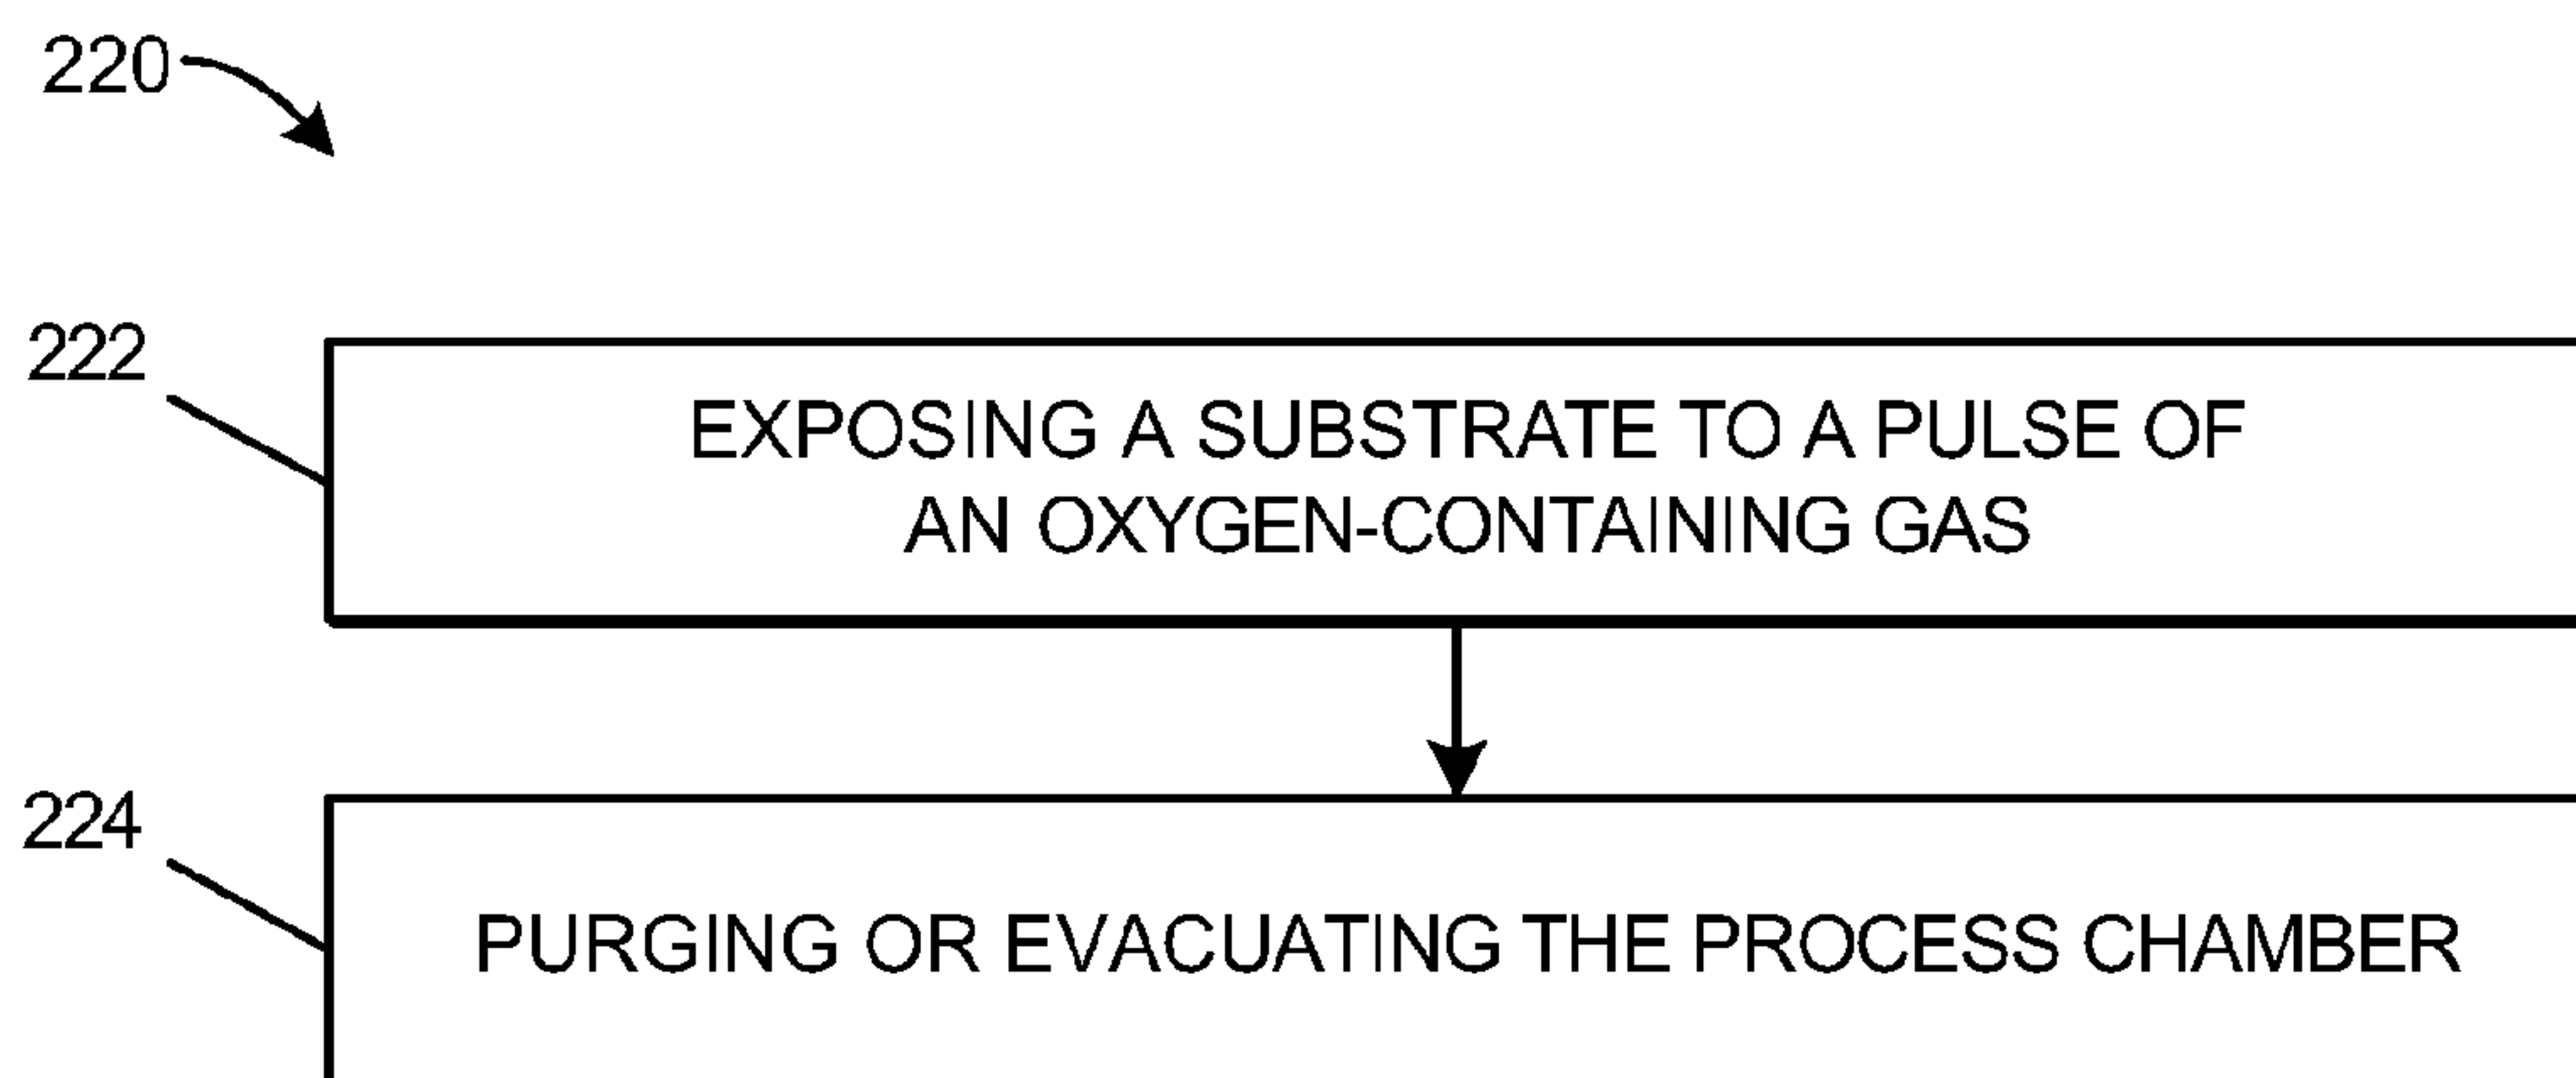 220
222
EXPOSING A SUBSTRATE TO A PULSE OF
AN OXYGEN-CONTAINING GAS
224
PURGING OR EVACUATING THE PROCESS CHAMBER